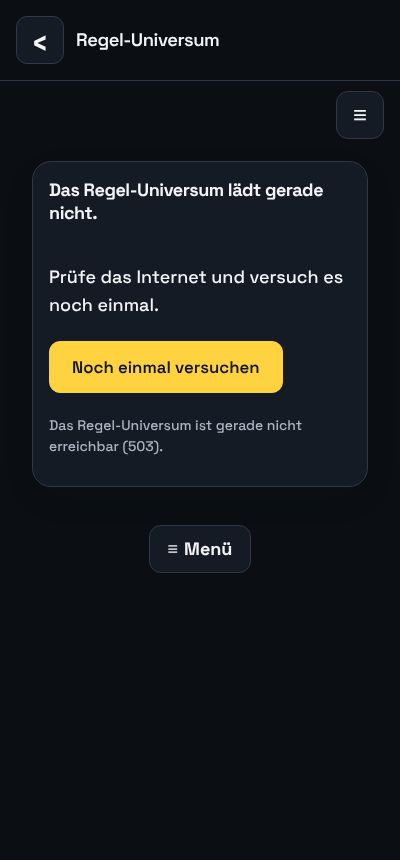 < Regel-Universum
≡
Das Regel-Universum lädt gerade
nicht.
Prüfe das Internet und versuch es
noch einmal.
Noch einmal versuchen
Das Regel-Universum ist gerade nicht
erreichbar (503).
≡ Menü